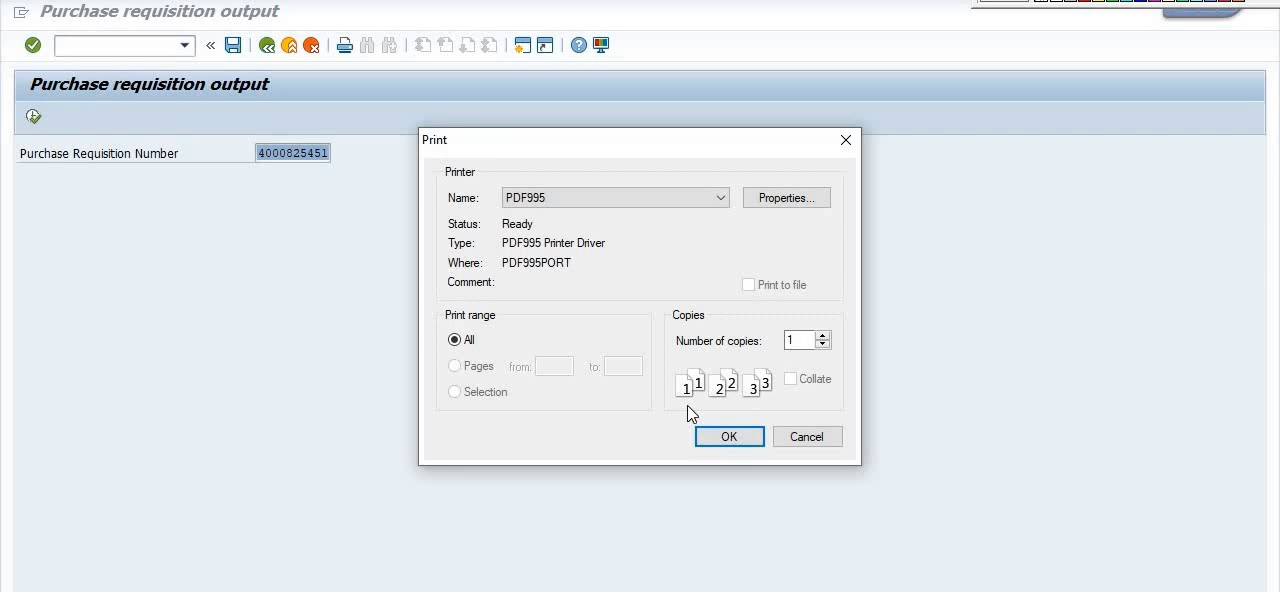 Purchase requisition output
Purchase requisition output
Purchase Requisition Number 4000825451
Print
Printer
Name: PDF995 Properties...
Status: Ready
Type: PDF995 Printer Driver
Where: PDF995PORT
Comment:
Print to file
Print range
All
Pages from: to:
Selection
Copies
Number of copies: 1
1 1 2 2 3 3
Collate
OK Cancel